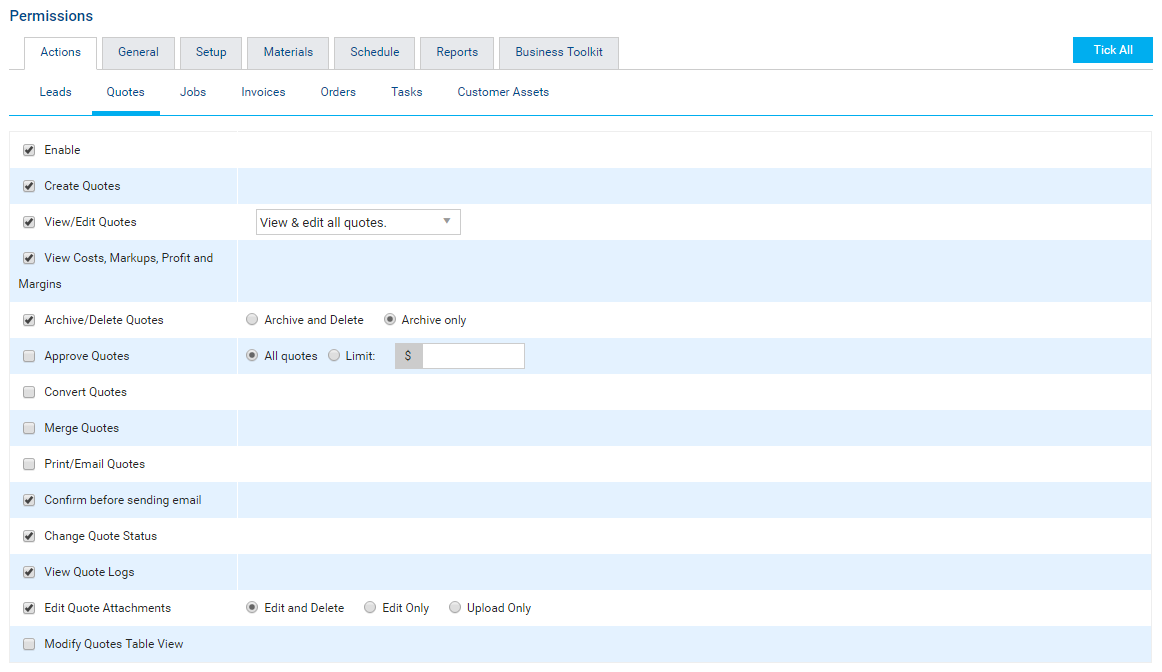 Permissions
Actions General Setup Materials Schedule Reports Business Toolkit Tick All
Leads Quotes Jobs Invoices Orders Tasks Customer Assets
Enable
Create Quotes
View/Edit Quotes View & edit all quotes.
View Costs, Markups, Profit and
Margins
Archive/Delete Quotes Archive and Delete Archive only
Approve Quotes All quotes Limit: $
Convert Quotes
Merge Quotes
Print/Email Quotes
Confirm before sending email
Change Quote Status
View Quote Logs
Edit Quote Attachments Edit and Delete Edit Only Upload Only
Modify Quotes Table View